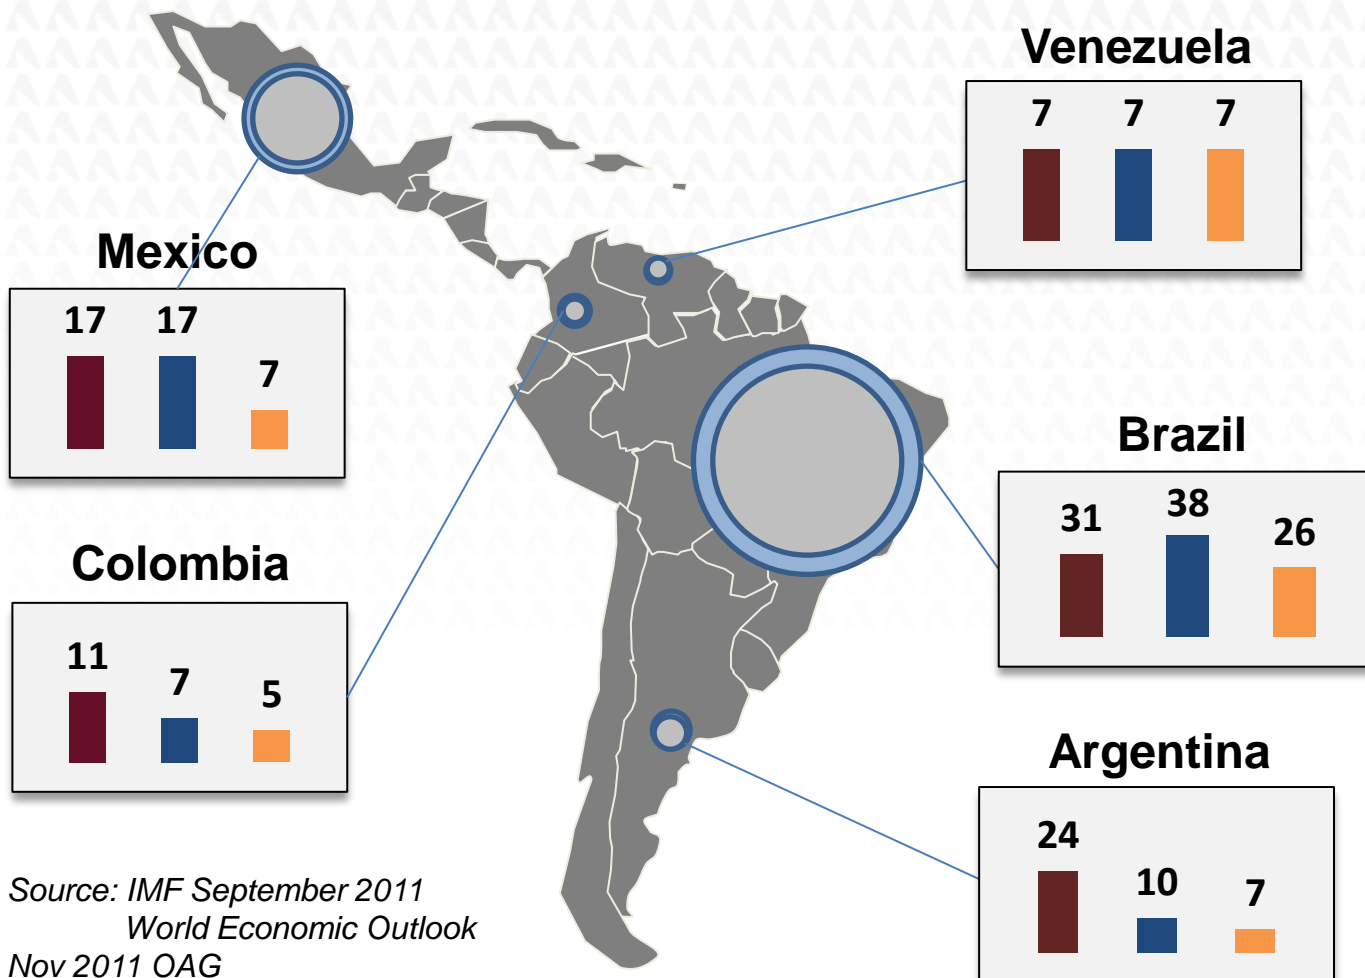 Venezuela
7 7 7
Mexico
17 17 7
Brazil
31 38 26
Colombia
11 7 5
Argentina
24 10 7
Source: IMF September 2011
World Economic Outlook
Nov 2011 OAG